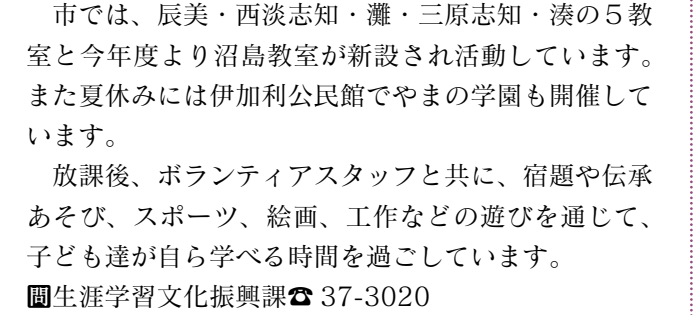 市では、辰美・西淡志知・灘・三原志知・湊の５教
室と今年度より沼島教室が新設され活動しています。
また夏休みには伊加利公民館でやまの学園も開催して
います。
　放課後、ボランティアスタッフと共に、宿題や伝承
あそび、スポーツ、絵画、工作などの遊びを通じて、
子ども達が自ら学べる時間を過ごしています。
問生涯学習文化振興課☎ 37-3020